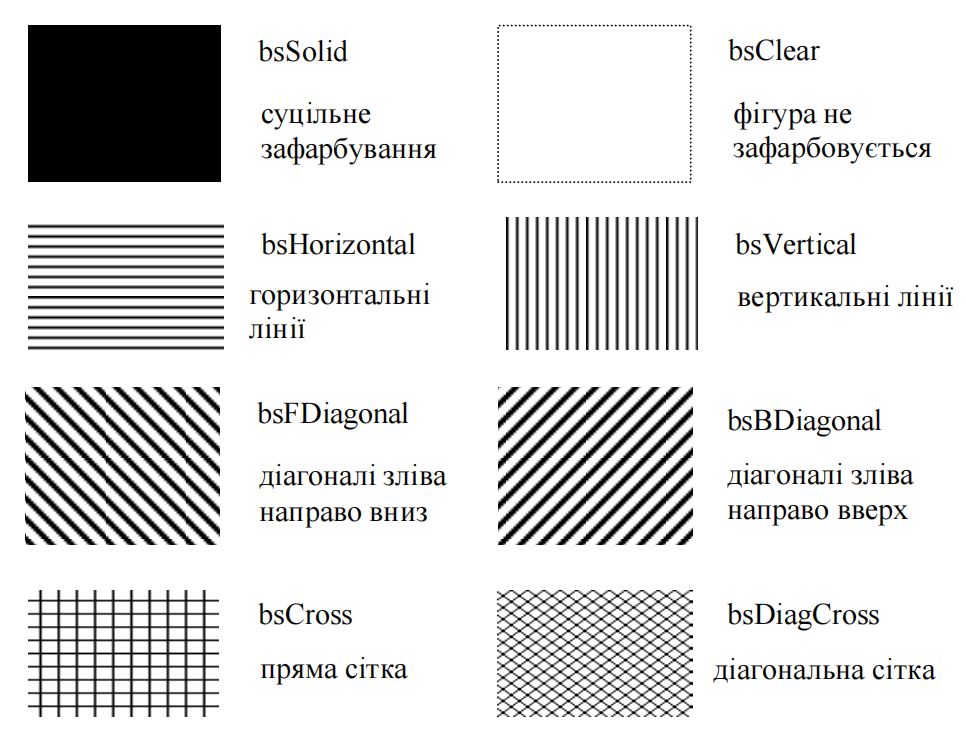 bsSolid
суцільне
зафарбування
bsClear
фігура не
зафарбовується
bsHorizontal
горизонтальні
лінії
bsVertical
вертикальні лінії
bsFDiagonal
діагоналі зліва
направо вниз
bsBDiagonal
діагоналі зліва
направо вверх
bsCross
пряма сітка
bsDiagCross
діагональна сітка